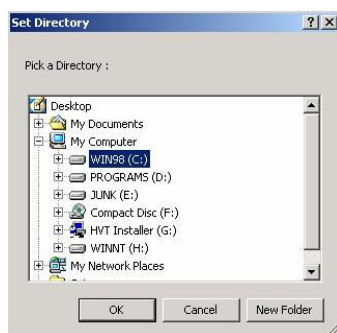 Set Directory
Pick a Directory :
Desktop
My Documents
My Computer
WIN98 (C:)
PROGRAMS (D:)
JUNK (E:)
Compact Disc (F:)
HVT Installer (G:)
WINNT (H:)
My Network Places
OK
Cancel
New Folder